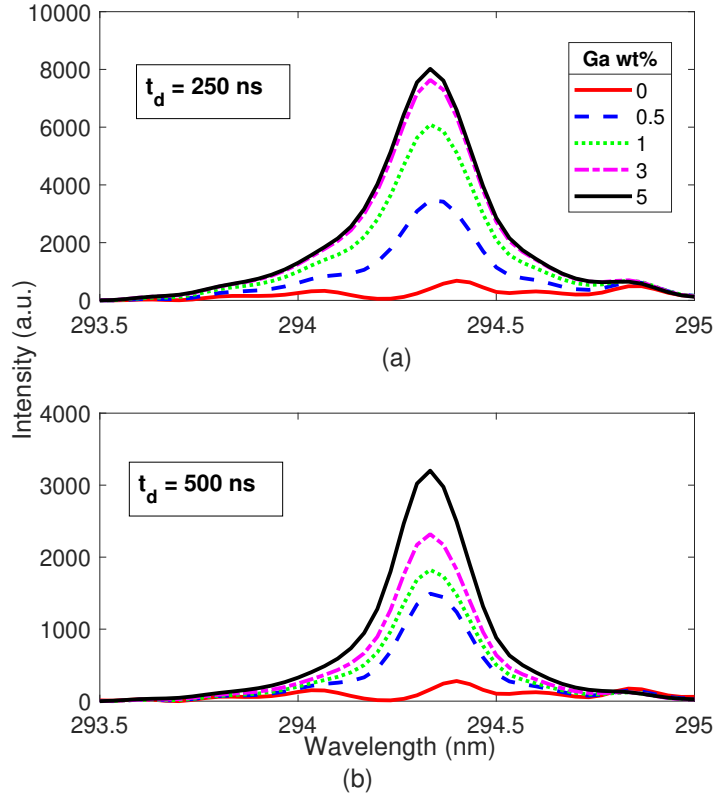 10000
8000
6000
4000
2000
0
t_d = 250 ns
Ga wt%
0
0.5
1
3
5
293.5 294 294.5 295
(a)
Intensity (a.u.)
4000
3000
2000
1000
0
t_d = 500 ns
293.5 294 294.5 295
Wavelength (nm)
(b)